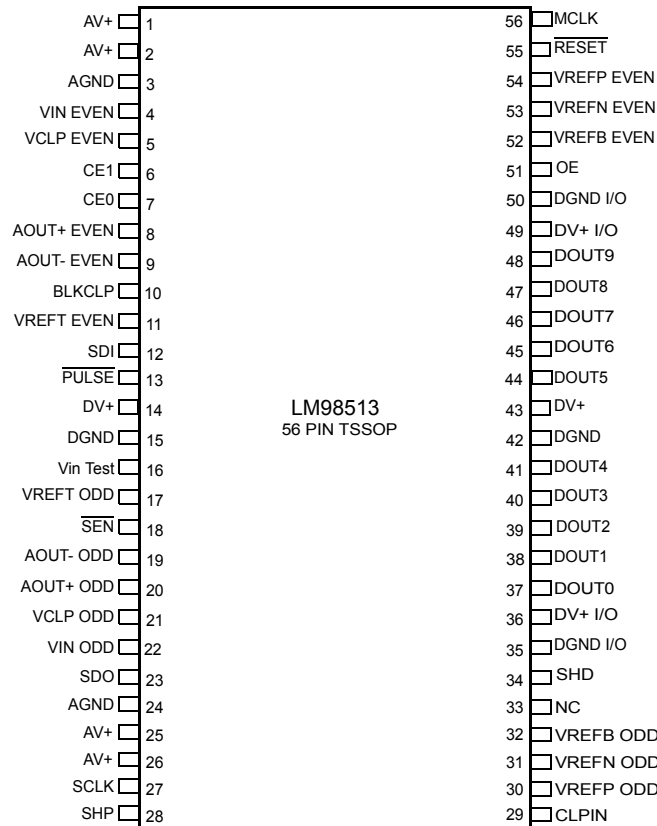 AV+ 1
AV+ 2
AGND 3
VIN EVEN 4
VCLP EVEN 5
CE1 6
CE0 7
AOUT+ EVEN 8
AOUT- EVEN 9
BLKCLP 10
VREFT EVEN 11
SDI 12
PULSE 13
DV+ 14
DGND 15
Vin Test 16
VREFT ODD 17
SEN 18
AOUT- ODD 19
AOUT+ ODD 20
VCLP ODD 21
VIN ODD 22
SDO 23
AGND 24
AV+ 25
AV+ 26
SCLK 27
SHP 28
LM98513
56 PIN TSSOP
56 MCLK
55 RESET
54 VREFP EVEN
53 VREFN EVEN
52 VREFB EVEN
51 OE
50 DGND I/O
49 DV+ I/O
48 DOUT9
47 DOUT8
46 DOUT7
45 DOUT6
44 DOUT5
43 DV+
42 DGND
41 DOUT4
40 DOUT3
39 DOUT2
38 DOUT1
37 DOUT0
36 DV+ I/O
35 DGND I/O
34 SHD
33 NC
32 VREFB ODD
31 VREFN ODD
30 VREFP ODD
29 CLPIN